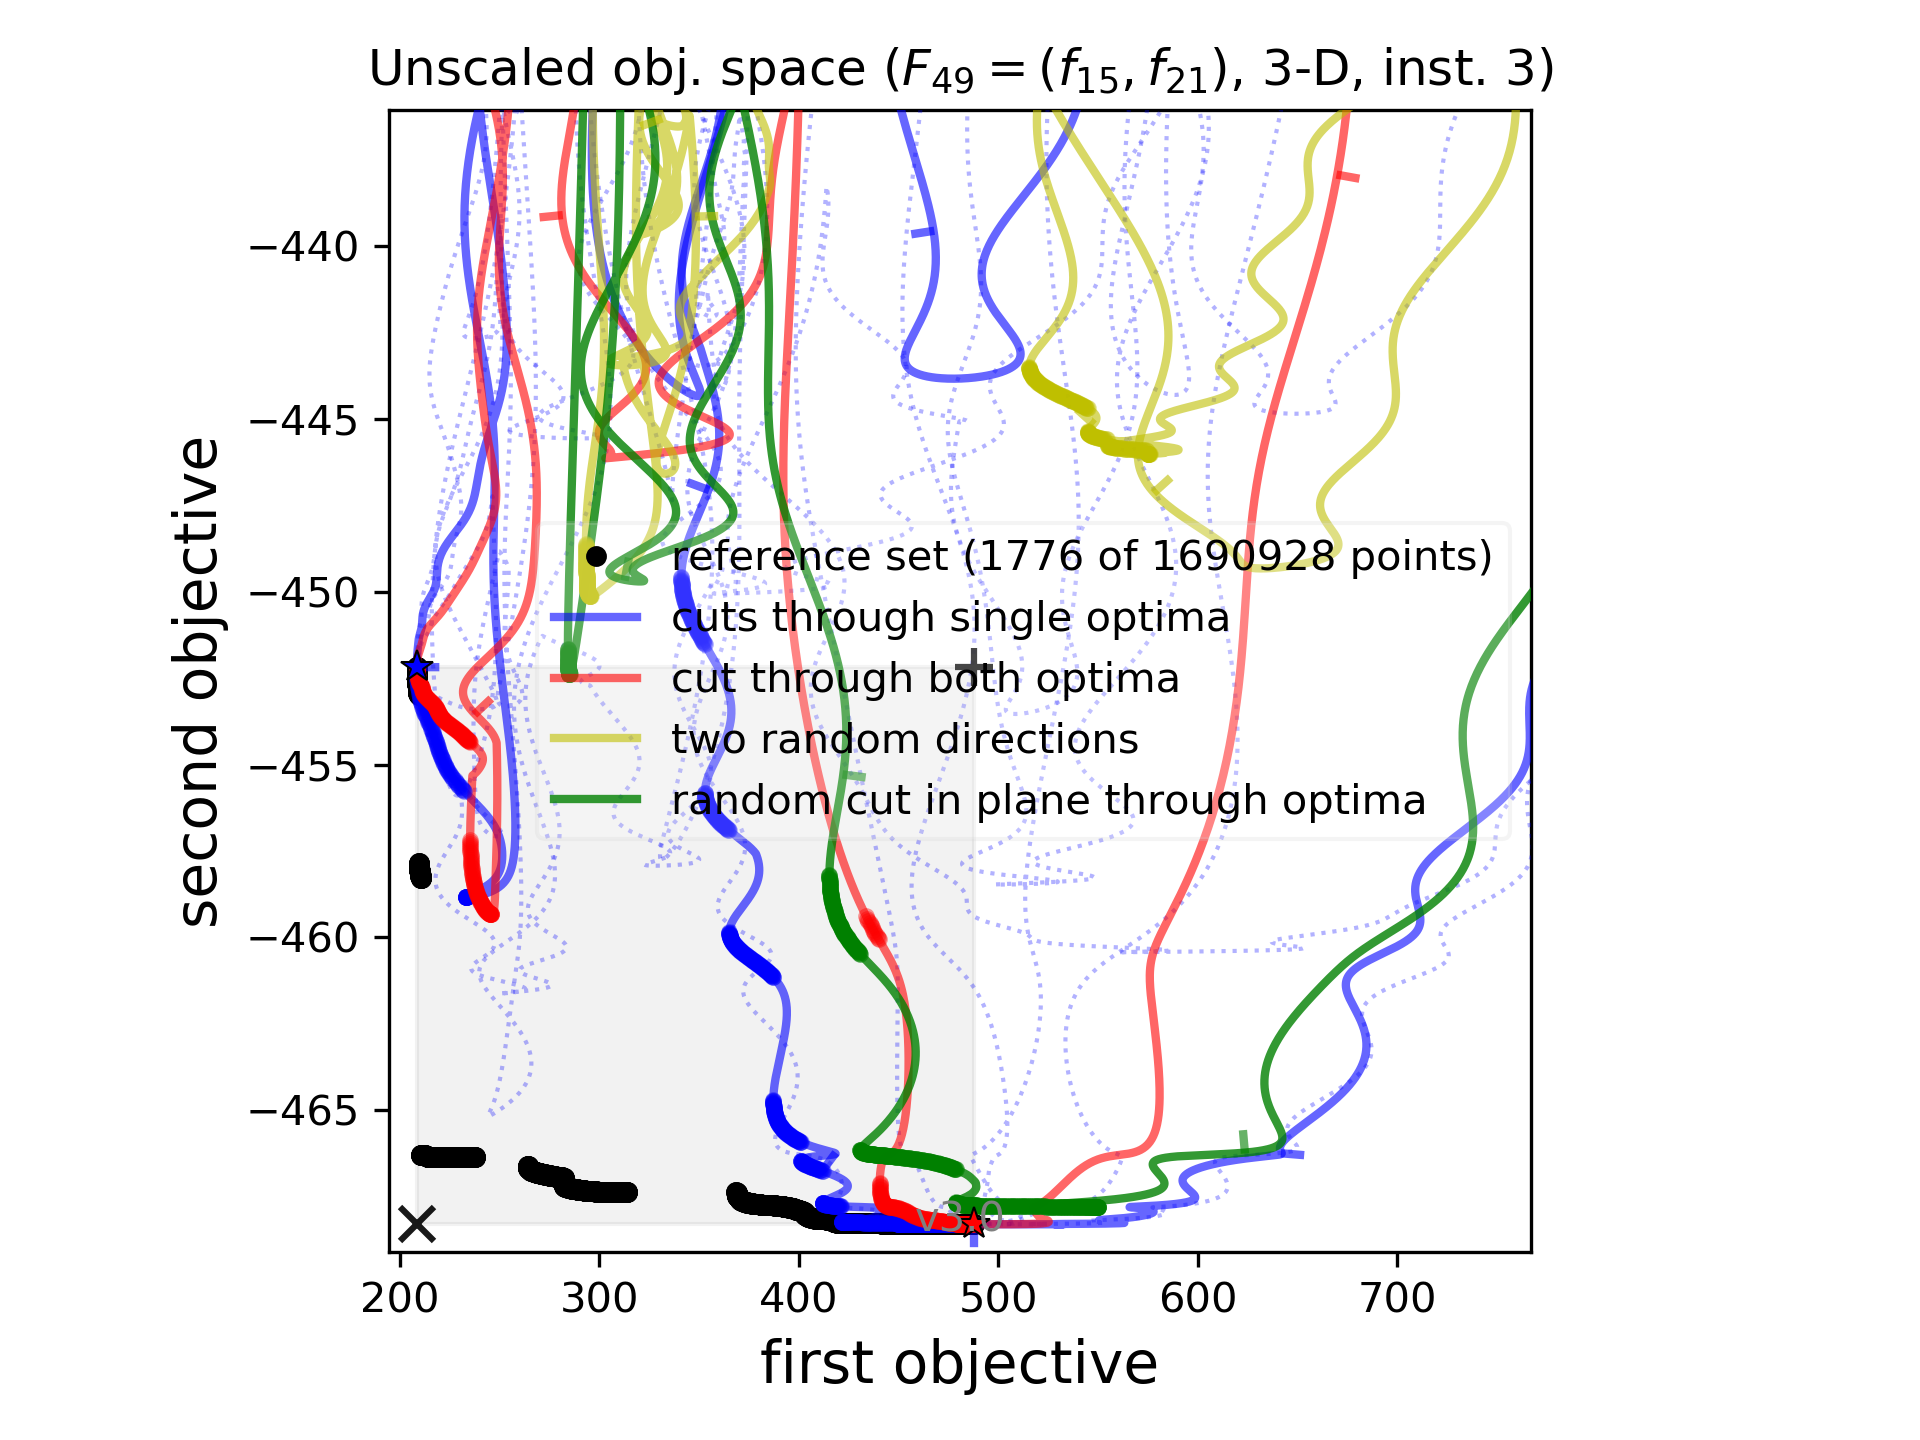 Unscaled obj. space (F49 = (f15, f21), 3-D, inst. 3)
second objective
−440
−445
−450
−455
−460
−465
reference set (1776 of 1690928 points)
cuts through single optima
cut through both optima
two random directions
random cut in plane through optima
v3.0
200 300 400 500 600 700
first objective